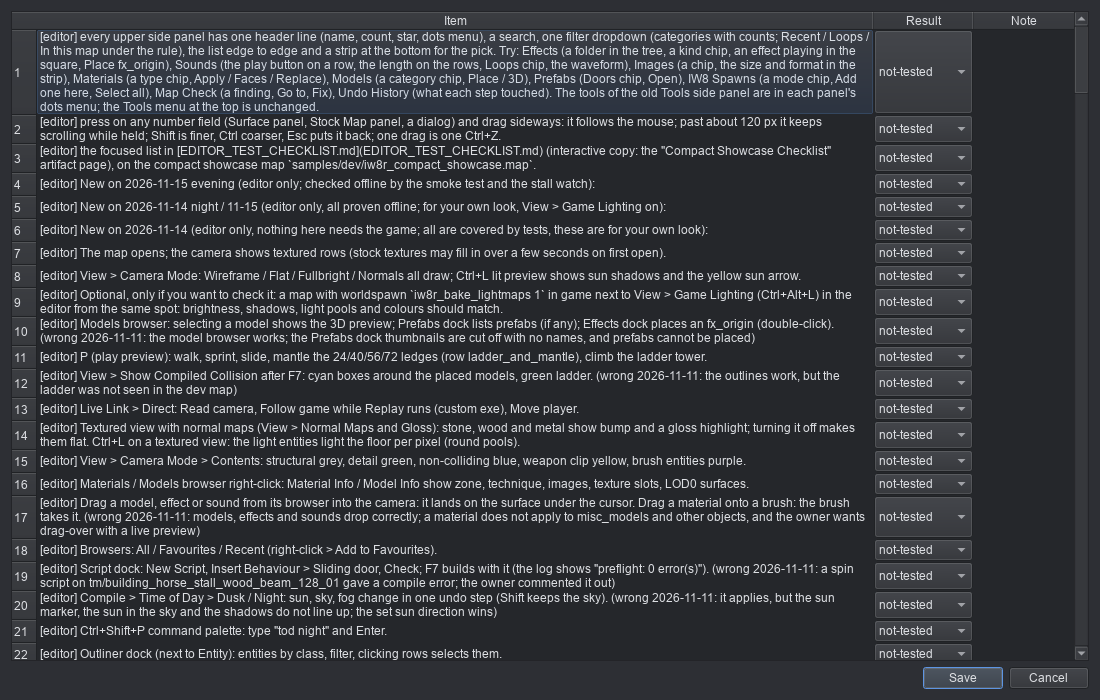 Item Result Note
1 [editor] every upper side panel has one header line (name, count, star, dots menu), a search, one filter dropdown (categories with counts; Recent / Loops /
In this map under the rule), the list edge to edge and a strip at the bottom for the pick. Try: Effects (a folder in the tree, a kind chip, an effect playing in the
square, Place fx_origin), Sounds (the play button on a row, the length on the rows, Loops chip, the waveform), Images (a chip, the size and format in the
strip), Materials (a type chip, Apply / Faces / Replace), Models (a category chip, Place / 3D), Prefabs (Doors chip, Open), IW8 Spawns (a mode chip, Add
one here, Select all), Map Check (a finding, Go to, Fix), Undo History (what each step touched). The tools of the old Tools side panel are in each panel's
dots menu; the Tools menu at the top is unchanged.
not-tested
2 [editor] press on any number field (Surface panel, Stock Map panel, a dialog) and drag sideways: it follows the mouse; past about 120 px it keeps
scrolling while held; Shift is finer, Ctrl coarser, Esc puts it back; one drag is one Ctrl+Z.
not-tested
3 [editor] the focused list in [EDITOR_TEST_CHECKLIST.md](EDITOR_TEST_CHECKLIST.md) (interactive copy: the "Compact Showcase Checklist"
artifact page), on the compact showcase map `samples/dev/iw8r_compact_showcase.map`.
not-tested
4 [editor] New on 2026-11-15 evening (editor only; checked offline by the smoke test and the stall watch): not-tested
5 [editor] New on 2026-11-14 night / 11-15 (editor only, all proven offline; for your own look, View > Game Lighting on): not-tested
6 [editor] New on 2026-11-14 (editor only, nothing here needs the game; all are covered by tests, these are for your own look): not-tested
7 [editor] The map opens; the camera shows textured rows (stock textures may fill in over a few seconds on first open). not-tested
8 [editor] View > Camera Mode: Wireframe / Flat / Fullbright / Normals all draw; Ctrl+L lit preview shows sun shadows and the yellow sun arrow. not-tested
9 [editor] Optional, only if you want to check it: a map with worldspawn `iw8r_bake_lightmaps 1` in game next to View > Game Lighting (Ctrl+Alt+L) in the
editor from the same spot: brightness, shadows, light pools and colours should match.
not-tested
10 [editor] Models browser: selecting a model shows the 3D preview; Prefabs dock lists prefabs (if any); Effects dock places an fx_origin (double-click).
(wrong 2026-11-11: the model browser works; the Prefabs dock thumbnails are cut off with no names, and prefabs cannot be placed)
not-tested
11 [editor] P (play preview): walk, sprint, slide, mantle the 24/40/56/72 ledges (row ladder_and_mantle), climb the ladder tower. not-tested
12 [editor] View > Show Compiled Collision after F7: cyan boxes around the placed models, green ladder. (wrong 2026-11-11: the outlines work, but the
ladder was not seen in the dev map)
not-tested
13 [editor] Live Link > Direct: Read camera, Follow game while Replay runs (custom exe), Move player. not-tested
14 [editor] Textured view with normal maps (View > Normal Maps and Gloss): stone, wood and metal show bump and a gloss highlight; turning it off makes
them flat. Ctrl+L on a textured view: the light entities light the floor per pixel (round pools).
not-tested
15 [editor] View > Camera Mode > Contents: structural grey, detail green, non-colliding blue, weapon clip yellow, brush entities purple. not-tested
16 [editor] Materials / Models browser right-click: Material Info / Model Info show zone, technique, images, texture slots, LOD0 surfaces. not-tested
17 [editor] Drag a model, effect or sound from its browser into the camera: it lands on the surface under the cursor. Drag a material onto a brush: the brush
takes it. (wrong 2026-11-11: models, effects and sounds drop correctly; a material does not apply to misc_models and other objects, and the owner wants
drag-over with a live preview)
not-tested
18 [editor] Browsers: All / Favourites / Recent (right-click > Add to Favourites). not-tested
19 [editor] Script dock: New Script, Insert Behaviour > Sliding door, Check; F7 builds with it (the log shows "preflight: 0 error(s)"). (wrong 2026-11-11: a spin
script on tm/building_horse_stall_wood_beam_128_01 gave a compile error; the owner commented it out)
not-tested
20 [editor] Compile > Time of Day > Dusk / Night: sun, sky, fog change in one undo step (Shift keeps the sky). (wrong 2026-11-11: it applies, but the sun
marker, the sun in the sky and the shadows do not line up; the set sun direction wins)
not-tested
21 [editor] Ctrl+Shift+P command palette: type "tod night" and Enter. not-tested
22 [editor] Outliner dock (next to Entity): entities by class, filter, clicking rows selects them. not-tested
Save Cancel